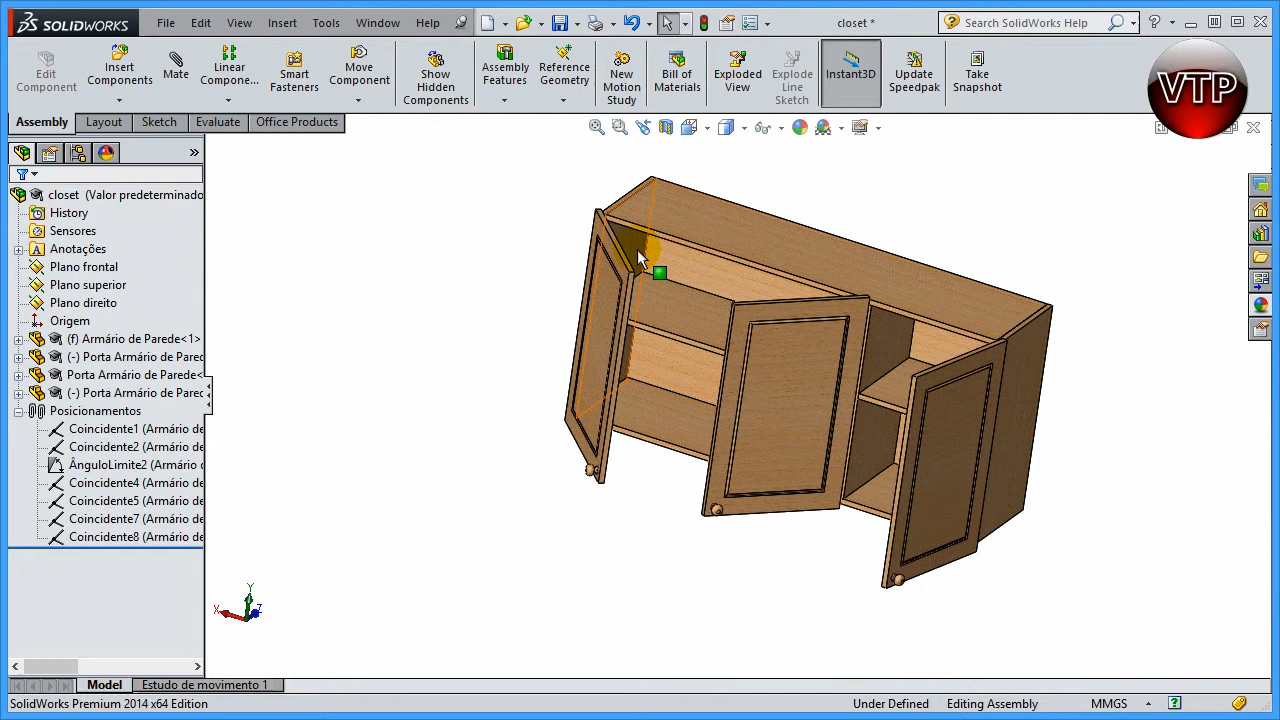 SOLIDWORKS File Edit View Insert Tools Window Help closet * Search SolidWorks Help
Edit Component
Insert Components
Mate
Linear Compone...
Smart Fasteners
Move Component
Show Hidden Components
Assembly Features
Reference Geometry
New Motion Study
Bill of Materials
Exploded View
Explode Line Sketch
Instant3D
Update Speedpak
Take Snapshot
VTP
Assembly Layout Sketch Evaluate Office Products
closet (Valor predeterminado
History
Sensores
Anotações
Plano frontal
Plano superior
Plano direito
Origem
(f) Armário de Parede<1>
(-) Porta Armário de Pared
Porta Armário de Parede<
(-) Porta Armário de Pared
Posicionamentos
Coincidente1 (Armário de
Coincidente2 (Armário de
ÂnguloLimite2 (Armário d
Coincidente4 (Armário de
Coincidente5 (Armário de
Coincidente7 (Armário de
Coincidente8 (Armário de
Y
X Z
Model Estudo de movimento 1
SolidWorks Premium 2014 x64 Edition Under Defined Editing Assembly MMGS